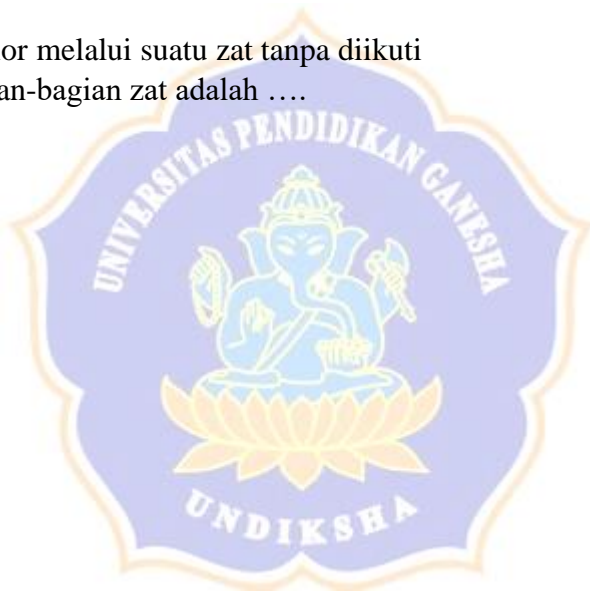 or melalui suatu zat tanpa diikuti
an-bagian zat adalah ….
UNIVERSITAS PENDIDIKAN GANESHA
UNDIKSHA